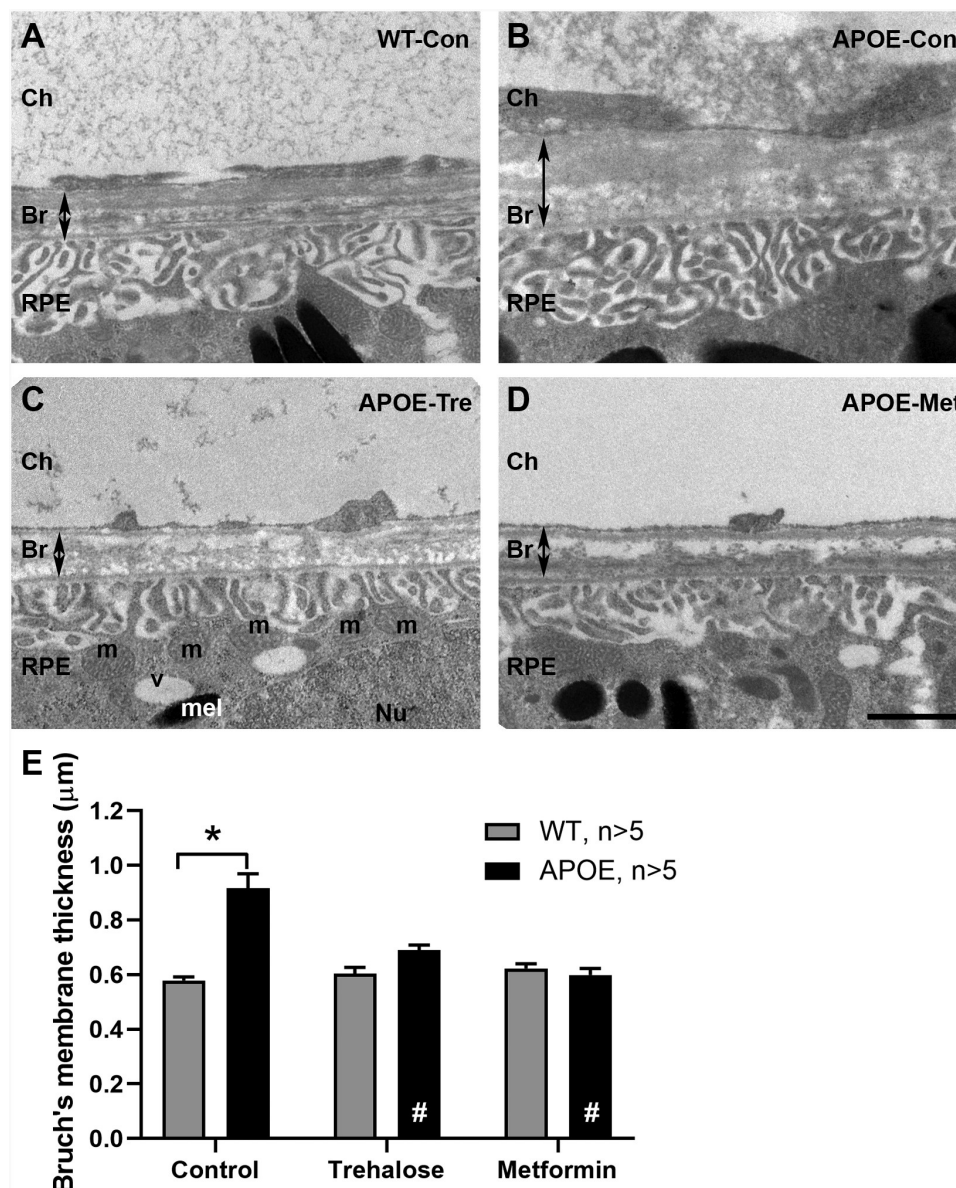 A
WT-Con
Ch
Br
RPE
B
APOE-Con
Ch
Br
RPE
C
APOE-Tre
Ch
Br
m
m
m
m
m
RPE
v
mel
Nu
D
APOE-Met
Ch
Br
RPE
E
Bruch's membrane thickness (μm)
1.2
1.0
0.8
0.6
0.4
0.2
0.0
*
WT, n>5
APOE, n>5
#
#
Control
Trehalose
Metformin